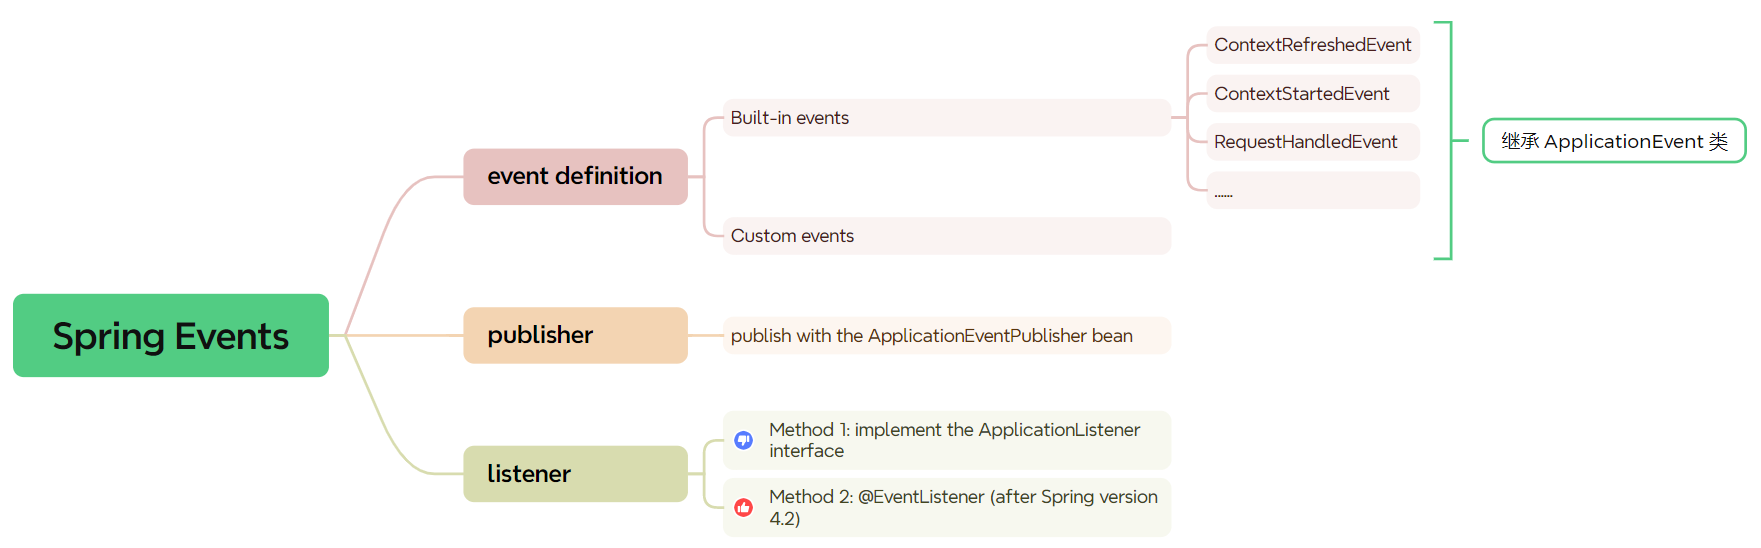 Spring Events
event definition
Built-in events
ContextRefreshedEvent
ContextStartedEvent
RequestHandledEvent
......
Custom events
继承 ApplicationEvent 类
publisher
publish with the ApplicationEventPublisher bean
listener
Method 1: implement the ApplicationListener
interface
Method 2: @EventListener (after Spring version
4.2)